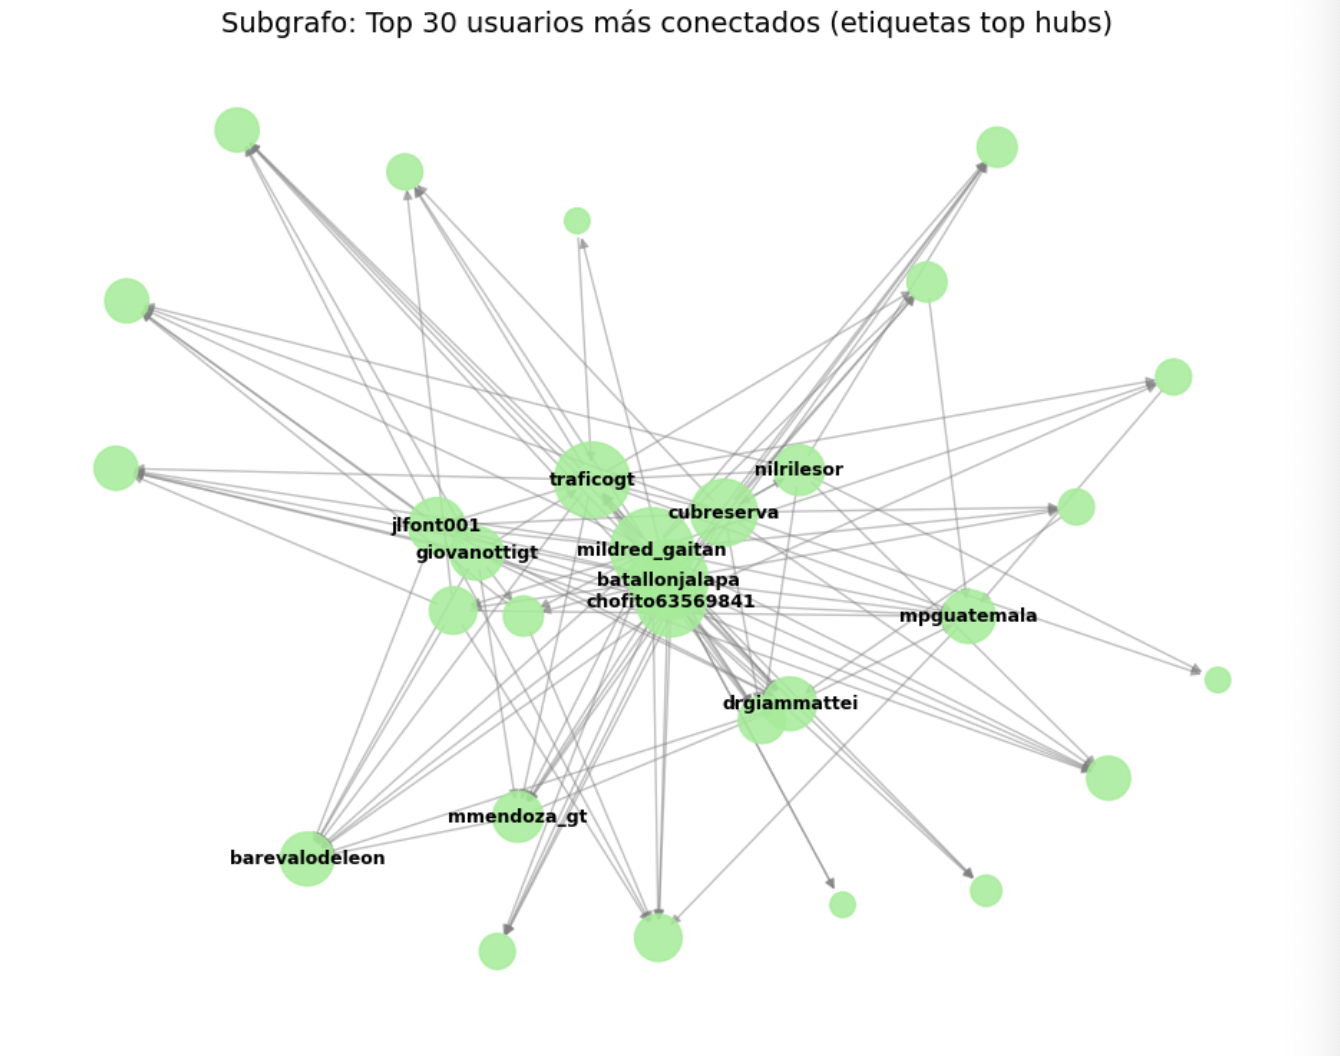 Subgrafo: Top 30 usuarios más conectados (etiquetas top hubs)
nilrilesor
traficogt
cubreserva
jlfont001
mildred_gaitan
giovanottigt
batallonjalapa
chofito63569841
mpguatemala
drgiammattei
mmendoza_gt
barevalodeleon